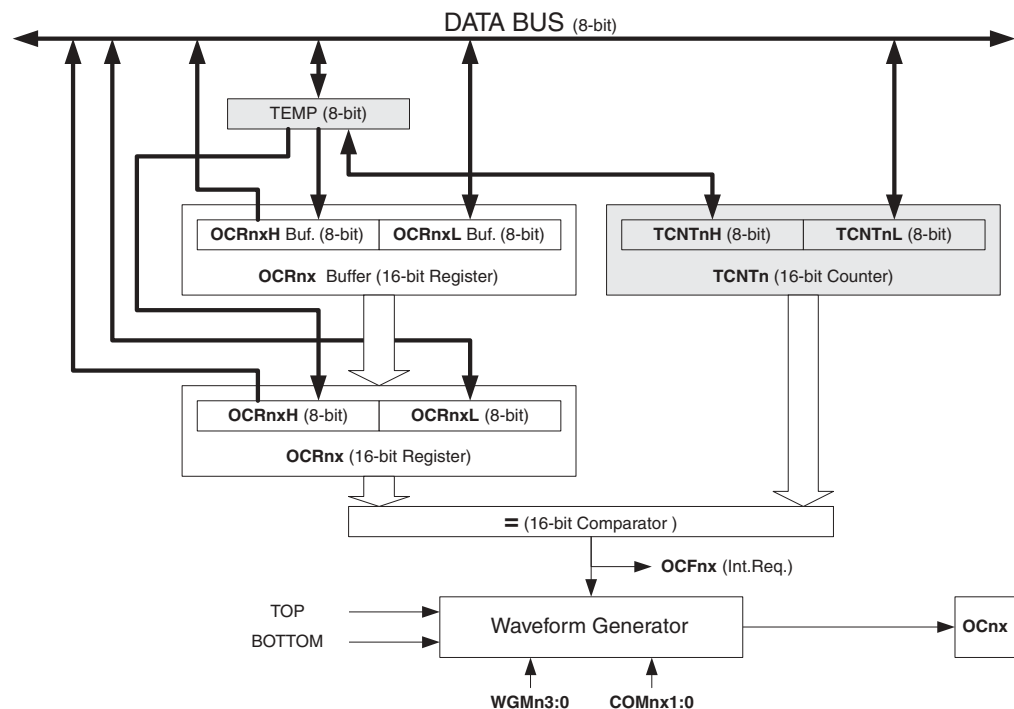 DATA BUS (8-bit)
TEMP (8-bit)
OCRnxH Buf. (8-bit) OCRnxL Buf. (8-bit)
OCRnx Buffer (16-bit Register)
TCNTnH (8-bit) TCNTnL (8-bit)
TCNTn (16-bit Counter)
OCRnxH (8-bit) OCRnxL (8-bit)
OCRnx (16-bit Register)
= (16-bit Comparator )
OCFnx (Int.Req.)
TOP
BOTTOM
Waveform Generator
OCnx
WGMn3:0 COMnx1:0